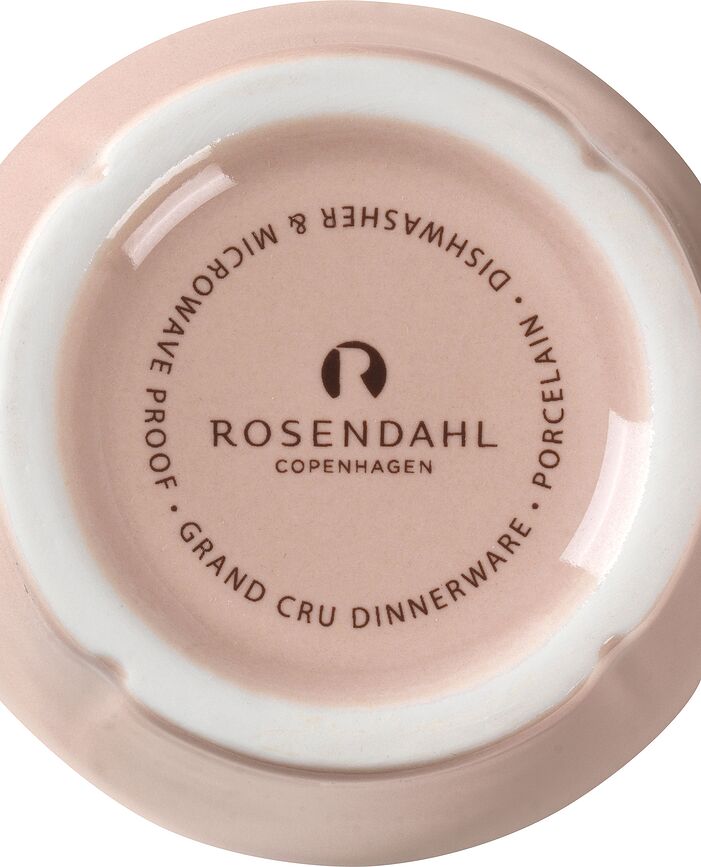 R
ROSENDAHL
COPENHAGEN
GRAND CRU DINNERWARE • PORCELAIN • DISHWASHER & MICROWAVE PROOF •